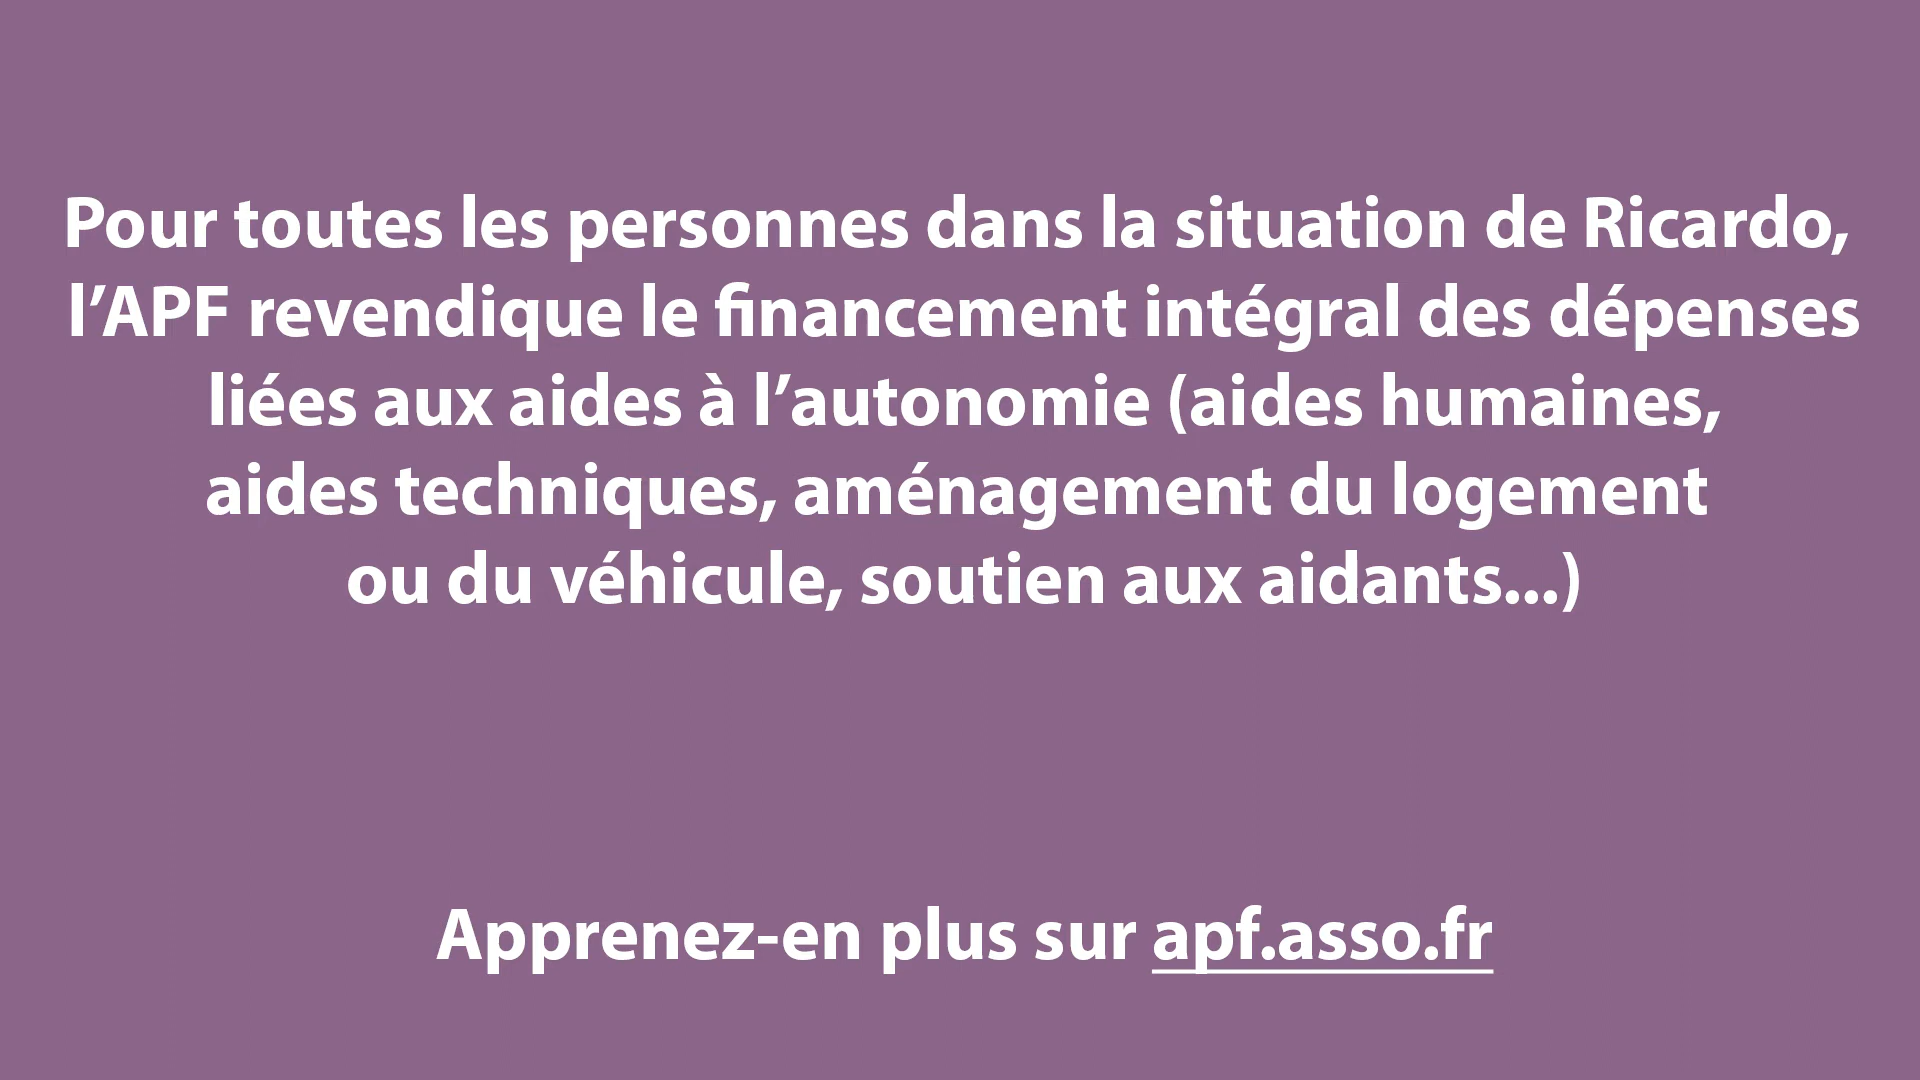 Pour toutes les personnes dans la situation de Ricardo,
l’APF revendique le financement intégral des dépenses
liées aux aides à l’autonomie (aides humaines,
aides techniques, aménagement du logement
ou du véhicule, soutien aux aidants...)
Apprenez-en plus sur apf.asso.fr